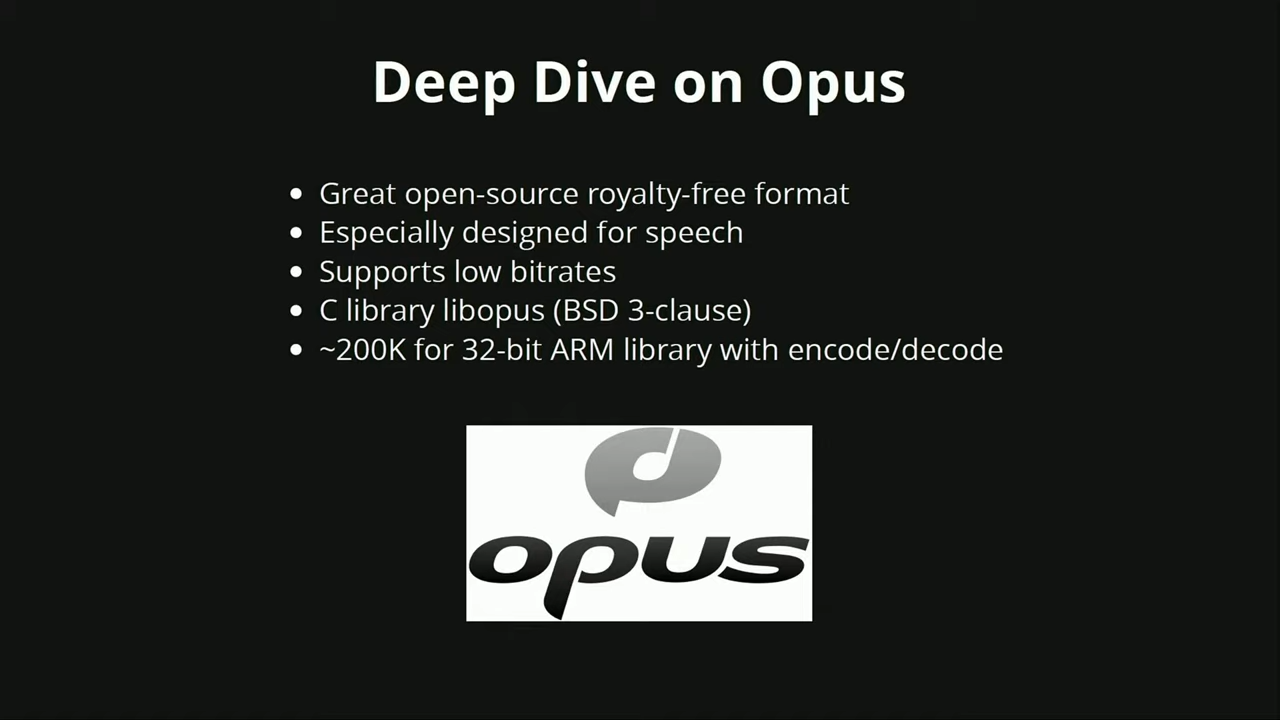 Deep Dive on Opus
• Great open-source royalty-free format
• Especially designed for speech
• Supports low bitrates
• C library libopus (BSD 3-clause)
• ~200K for 32-bit ARM library with encode/decode
opus